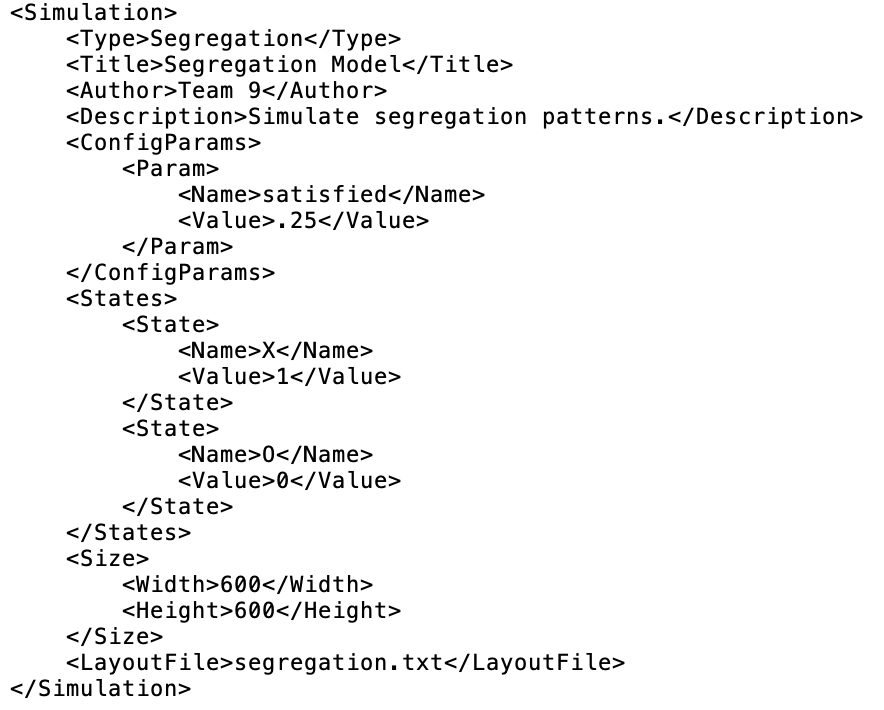 <Simulation>
    <Type>Segregation</Type>
    <Title>Segregation Model</Title>
    <Author>Team 9</Author>
    <Description>Simulate segregation patterns.</Description>
    <ConfigParams>
        <Param>
            <Name>satisfied</Name>
            <Value>.25</Value>
        </Param>
    </ConfigParams>
    <States>
        <State>
            <Name>X</Name>
            <Value>1</Value>
        </State>
        <State>
            <Name>O</Name>
            <Value>0</Value>
        </State>
    </States>
    <Size>
        <Width>600</Width>
        <Height>600</Height>
    </Size>
    <LayoutFile>segregation.txt</LayoutFile>
</Simulation>